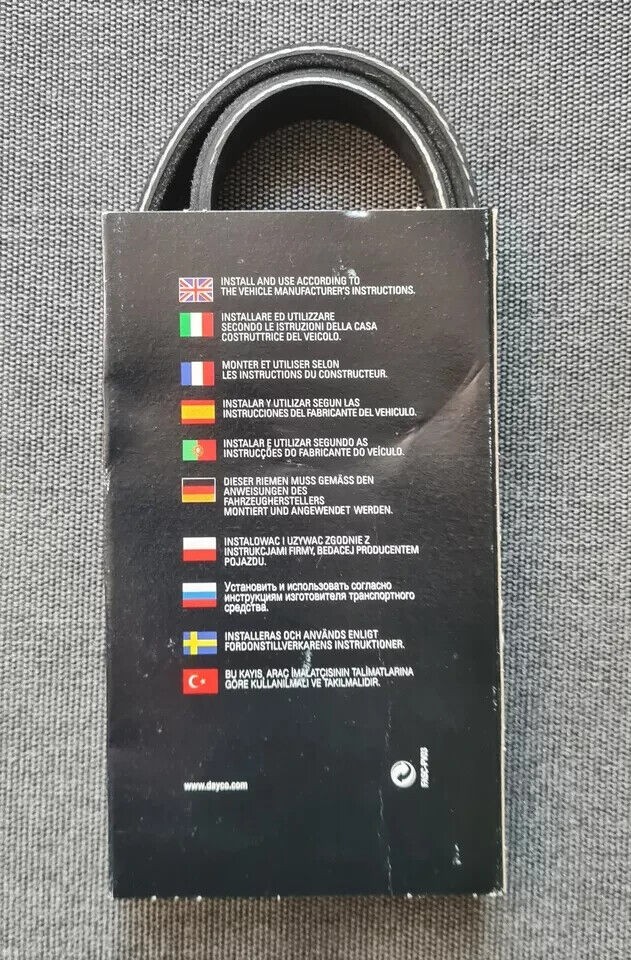 INSTALL AND USE ACCORDING TO
THE VEHICLE MANUFACTURER'S INSTRUCTIONS.
INSTALLARE ED UTILIZZARE
SECONDO LE ISTRUZIONI DELLA CASA
COSTRUTTRICE DEL VEICOLO.
MONTER ET UTILISER SELON
LES INSTRUCTIONS DU CONSTRUCTEUR.
INSTALAR Y UTILIZAR SEGUN LAS
INSTRUCCIONES DEL FABRICANTE DEL VEHICULO.
INSTALAR E UTILIZAR SEGUNDO AS
INSTRUCÇÕES DO FABRICANTE DO VEÍCULO.
DIESER RIEMEN MUSS GEMÄSS DEN
ANWEISUNGEN DES
FAHRZEUGHERSTELLERS
MONTIERT UND ANGEWENDET WERDEN.
INSTALOWAC I UZYWAC ZGODNIE Z
INSTRUKCJAMI FIRMY, BEDACEJ PRODUCENTEM
POJAZDU.
Установить и использовать согласно
инструкциям изготовителя транспортного
средства.
INSTALLERAS OCH ANVÄNDS ENLIGT
FORDONSTILLVERKARENS INSTRUKTIONER.
BU KAYIS, ARAÇ İMALATÇISININ TALİMATLARINA
GÖRE KULLANILMALI VE TAKILMALIDIR.
www.dayco.com